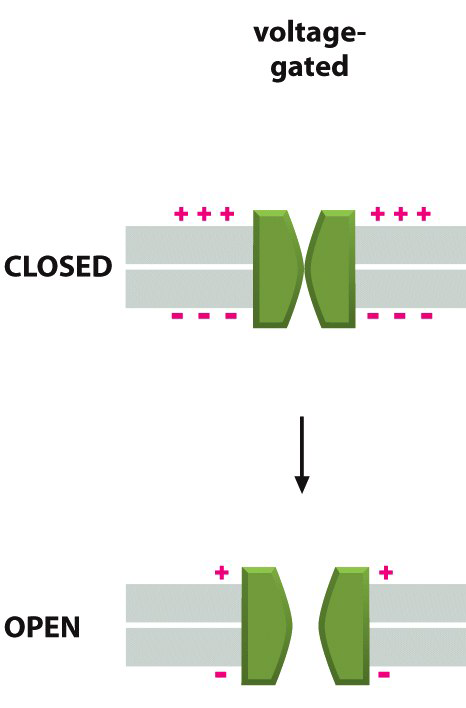 voltage-
gated
+ + +
+ + +
CLOSED
- - -
- - -
+
+
OPEN
-
-